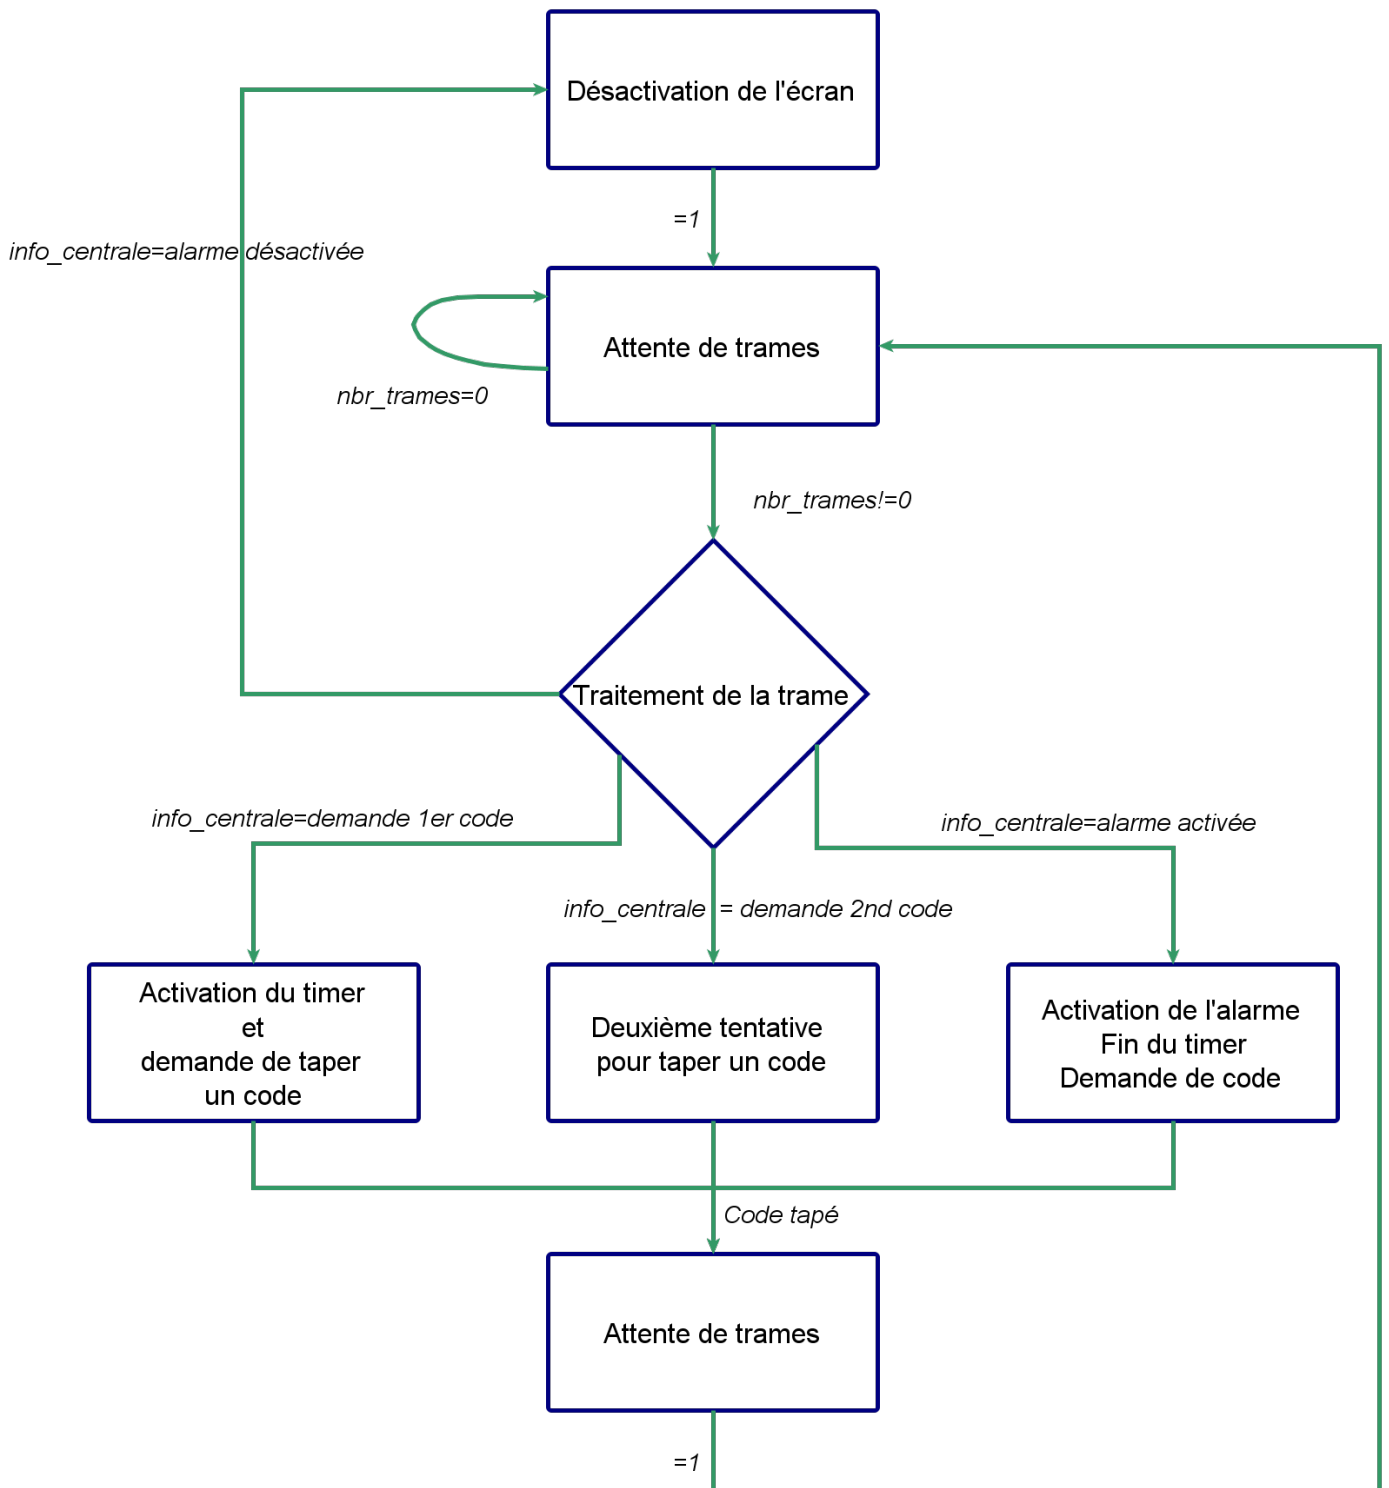 Désactivation de l'écran
=1
info_centrale=alarme désactivée
Attente de trames
nbr_trames=0
nbr_trames!=0
Traitement de la trame
info_centrale=demande 1er code
info_centrale=alarme activée
info_centrale = demande 2nd code
Activation du timer
et
demande de taper
un code
Deuxième tentative
pour taper un code
Activation de l'alarme
Fin du timer
Demande de code
Code tapé
Attente de trames
=1